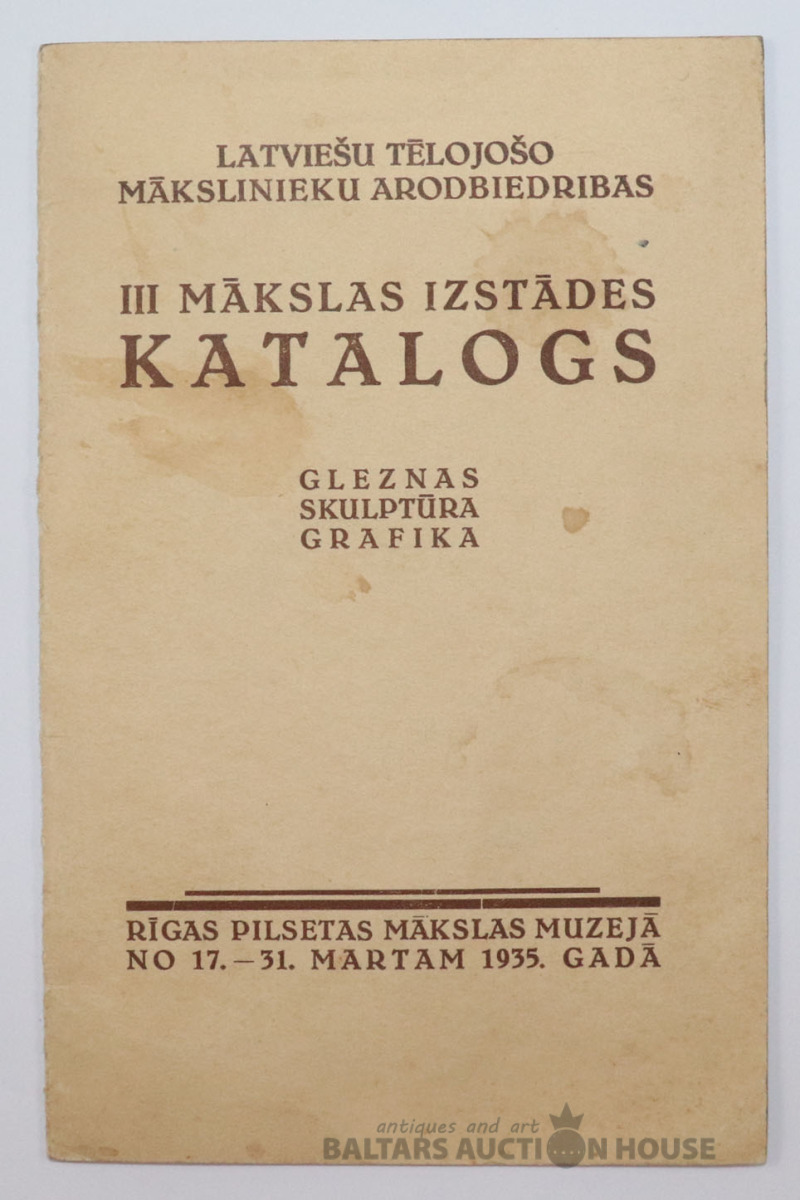 LATVIEŠU TĒLOJOŠO
MĀKSLINIEKU ARODBIEDRIBAS
III MĀKSLAS IZSTĀDES
KATALOGS
GLEZNAS
SKULPTŪRA
GRAFIKA
RĪGAS PILSETAS MĀKSLAS MUZEJĀ
NO 17.—31. MARTAM 1935. GADĀ
antiques and art
BALTARS AUCTION HOUSE